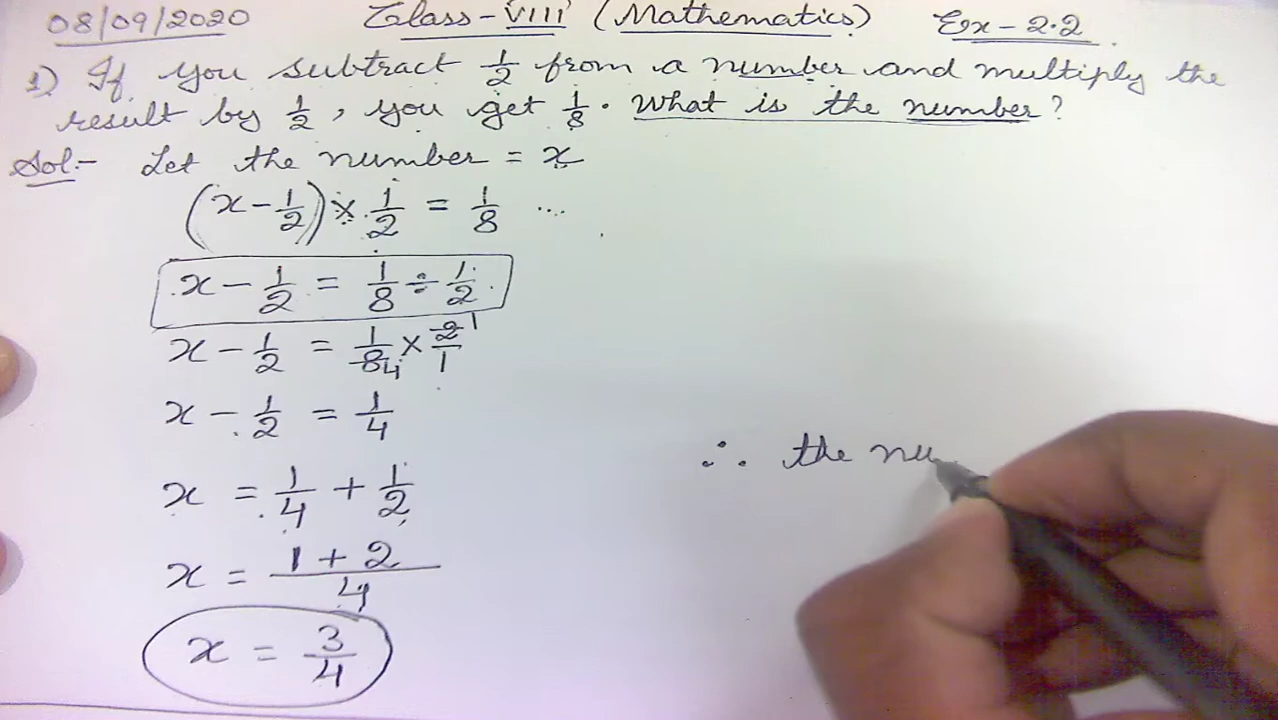 08/09/2020 Class-VIII (Mathematics) Ex-2.2
1) If you subtract 1/2 from a number and multiply the
result by 1/2, you get 1/8. What is the number?
Sol:- Let the number = x
(x - 1/2) × 1/2 = 1/8 ....
x - 1/2 = 1/8 ÷ 1/2
x - 1/2 = 1/8 4 × 2/1 1
x - 1/2 = 1/4
x = 1/4 + 1/2
x = 1+2/4
x = 3/4
∴ the nu